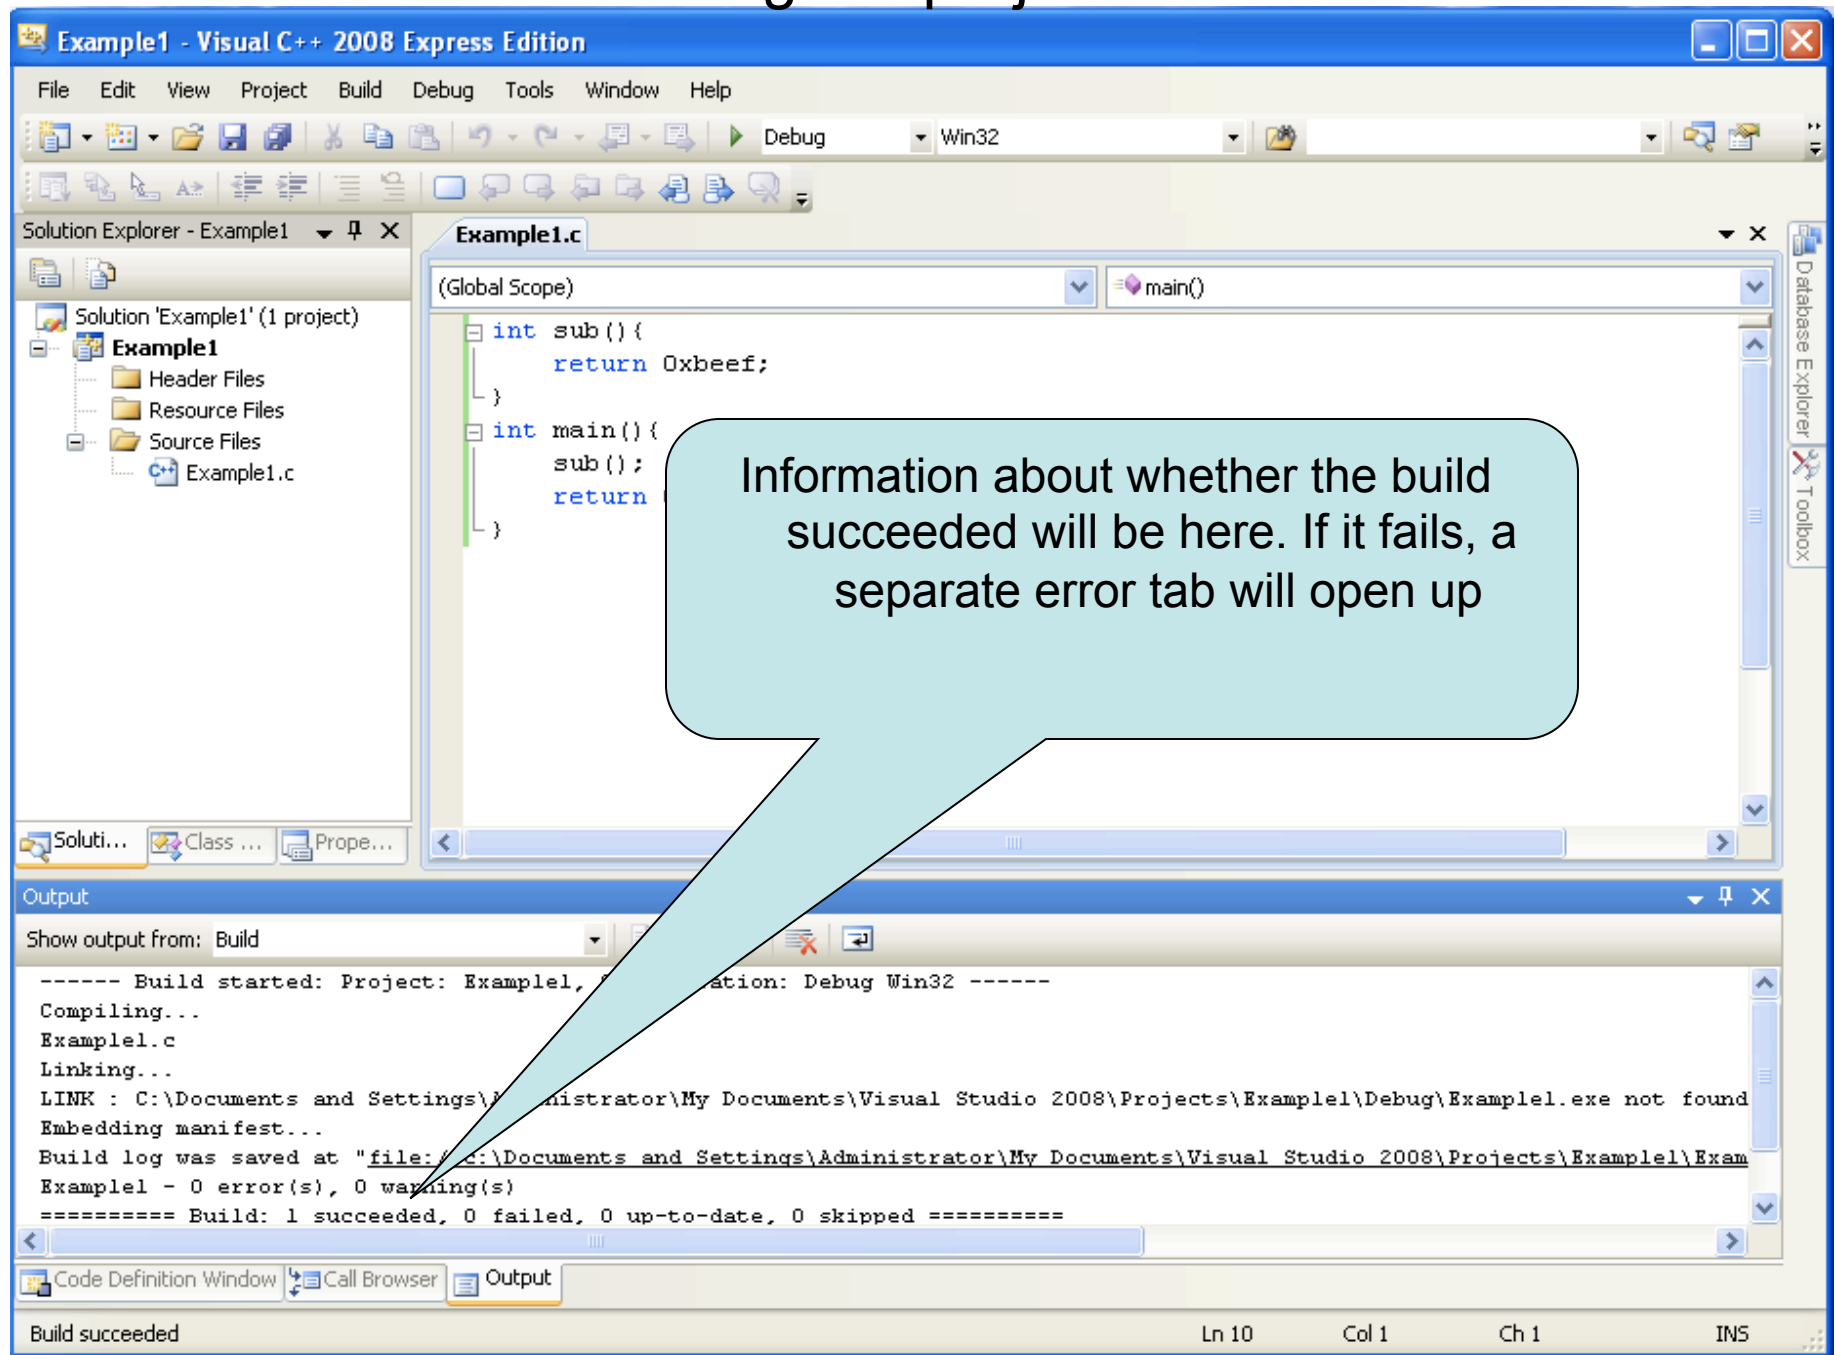 Example1 - Visual C++ 2008 Express Edition
File Edit View Project Build Debug Tools Window Help
Debug Win32
Solution Explorer - Example1
Example1.c
(Global Scope) main()
Solution 'Example1' (1 project)
Example1
Header Files
Resource Files
Source Files
Example1.c
int sub(){
return 0xbeef;
}
int main(){
sub();
return
}
Information about whether the build
succeeded will be here. If it fails, a
separate error tab will open up
Database Explorer
Toolbox
Soluti... Class ... Prope...
Output
Show output from: Build
------ Build started: Project: Example1, ation: Debug Win32 ------
Compiling...
Example1.c
Linking...
LINK : C:\Documents and Settings\Administrator\My Documents\Visual Studio 2008\Projects\Example1\Debug\Example1.exe not found
Embedding manifest...
Build log was saved at "file://c:\Documents and Settings\Administrator\My Documents\Visual Studio 2008\Projects\Example1\Exam
Example1 - 0 error(s), 0 warning(s)
========== Build: 1 succeeded, 0 failed, 0 up-to-date, 0 skipped ==========
Code Definition Window Call Browser Output
Build succeeded Ln 10 Col 1 Ch 1 INS